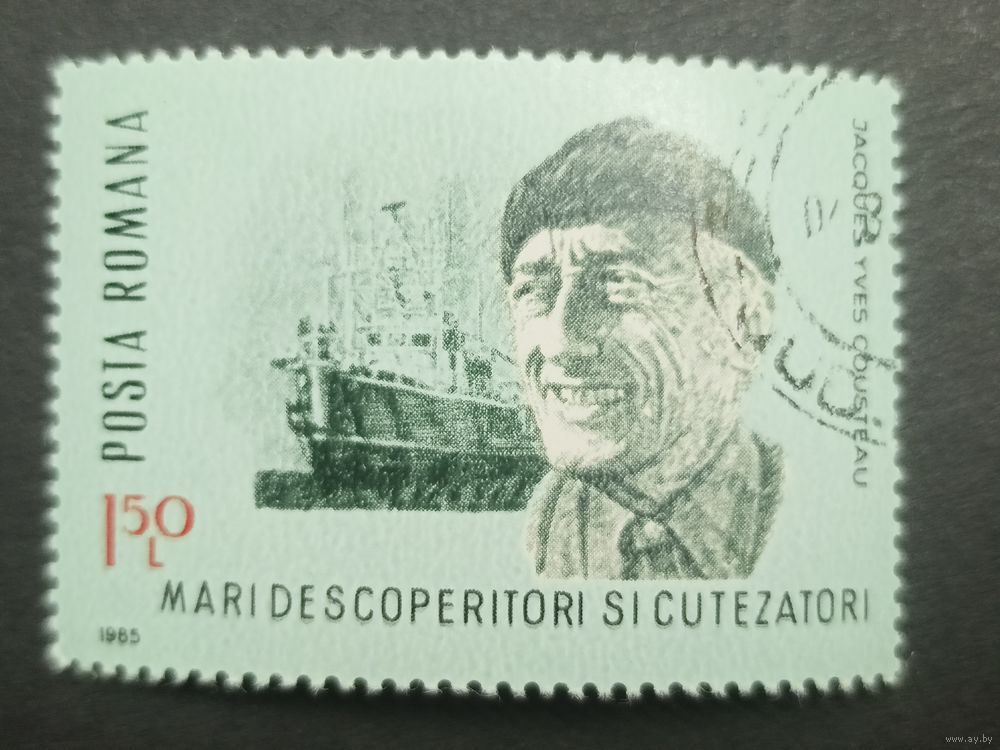 POSTA ROMANA
JACQUES YVES COUSTEAU
1 50 L
MARI DESCOPERITORI SI CUTEZATORI
1985
www.ay.by